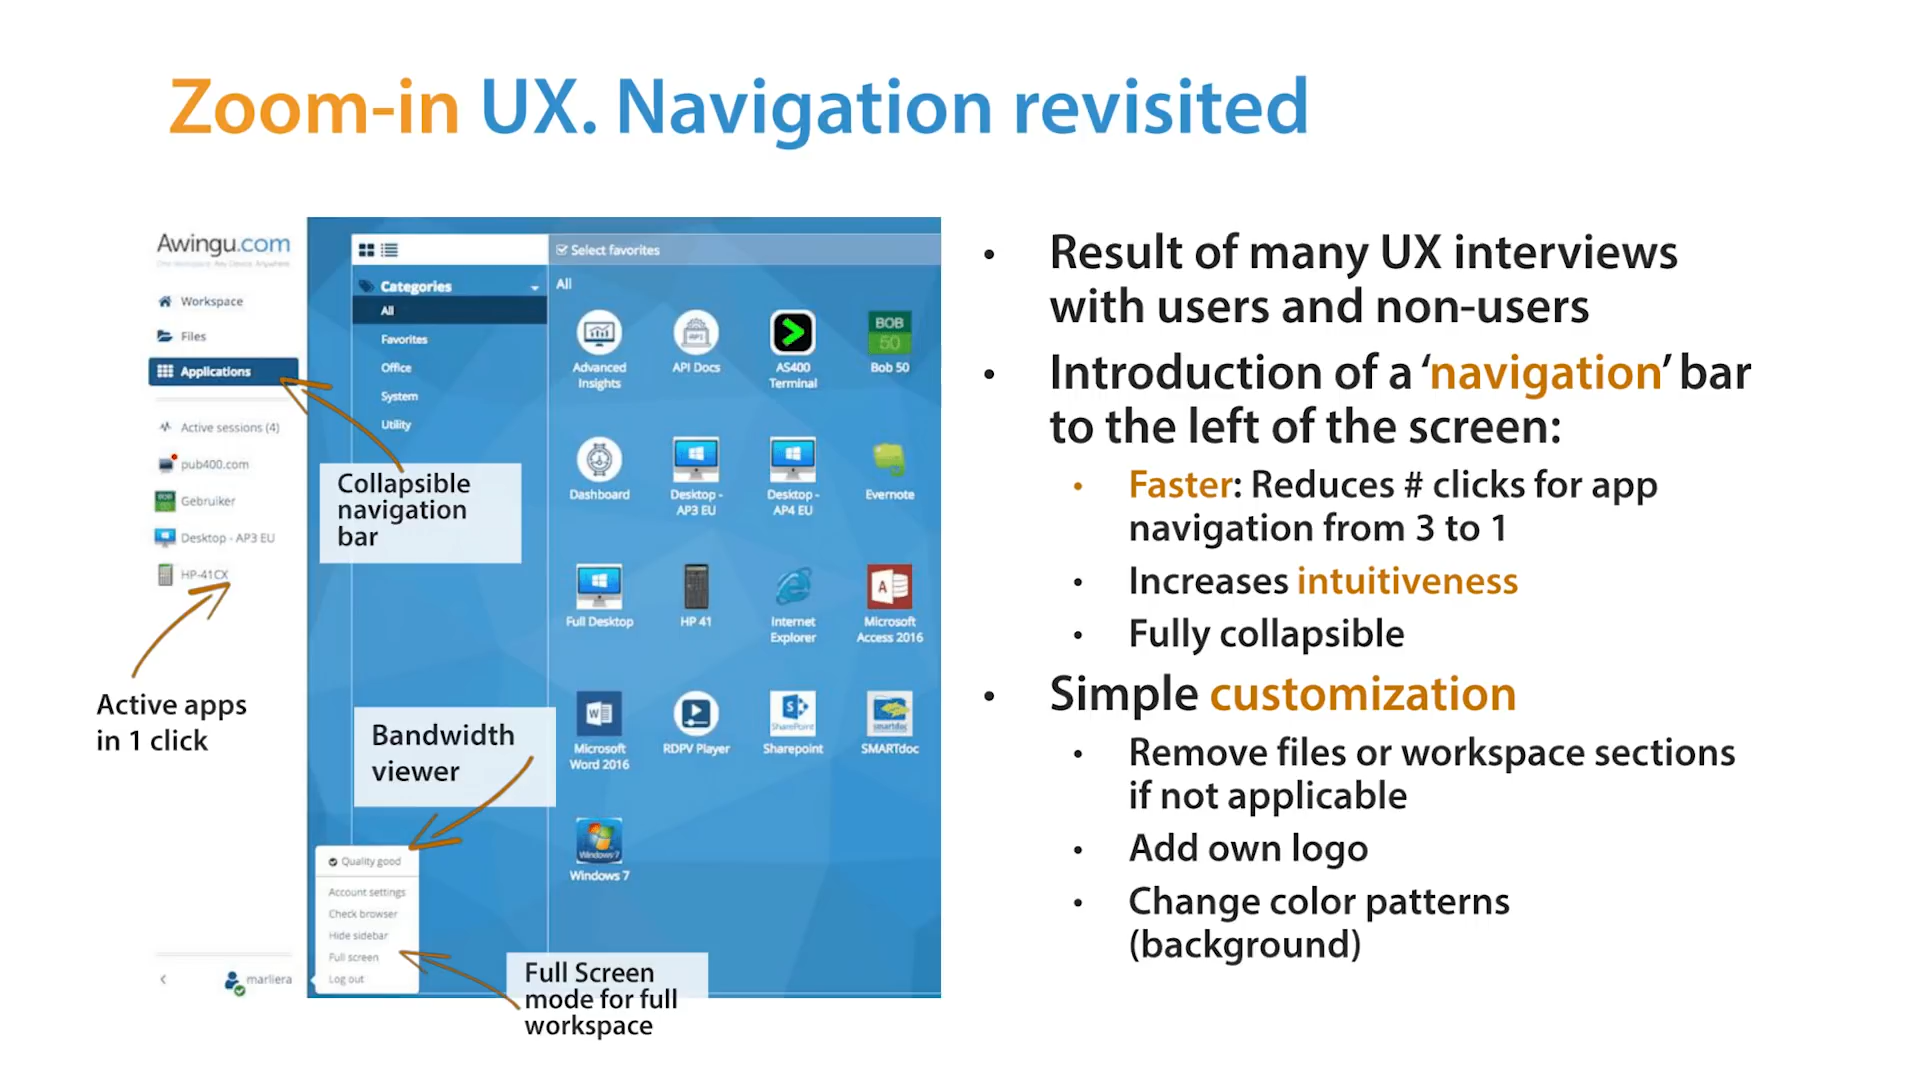 Zoom-in UX. Navigation revisited
Awingu.com
Workspace
Files
Applications
Active sessions (4)
pub400.com
Gebruiker
Desktop - AP3 EU
HP-41CX
Active apps
in 1 click
marliera
Categories
All
Favorites
Office
System
Utility
Collapsible
navigation
bar
Bandwidth
viewer
Quality good
Account settings
Check browser
Hide sidebar
Full screen
Log out
Full Screen
mode for full
workspace
Select favorites
All
Advanced
Insights
API Docs
AS400
Terminal
BOB
50
Bob 50
Dashboard
Desktop -
AP3 EU
Desktop -
AP4 EU
Evernote
Full Desktop
HP 41
Internet
Explorer
Microsoft
Access 2016
Microsoft
Word 2016
RDPV Player
SharePoint
Sharepoint
smartdoc
SMARTdoc
Windows 7
Windows 7
• Result of many UX interviews
with users and non-users
• Introduction of a ‘navigation’ bar
to the left of the screen:
• Faster: Reduces # clicks for app
navigation from 3 to 1
• Increases intuitiveness
• Fully collapsible
• Simple customization
• Remove files or workspace sections
if not applicable
• Add own logo
• Change color patterns
(background)